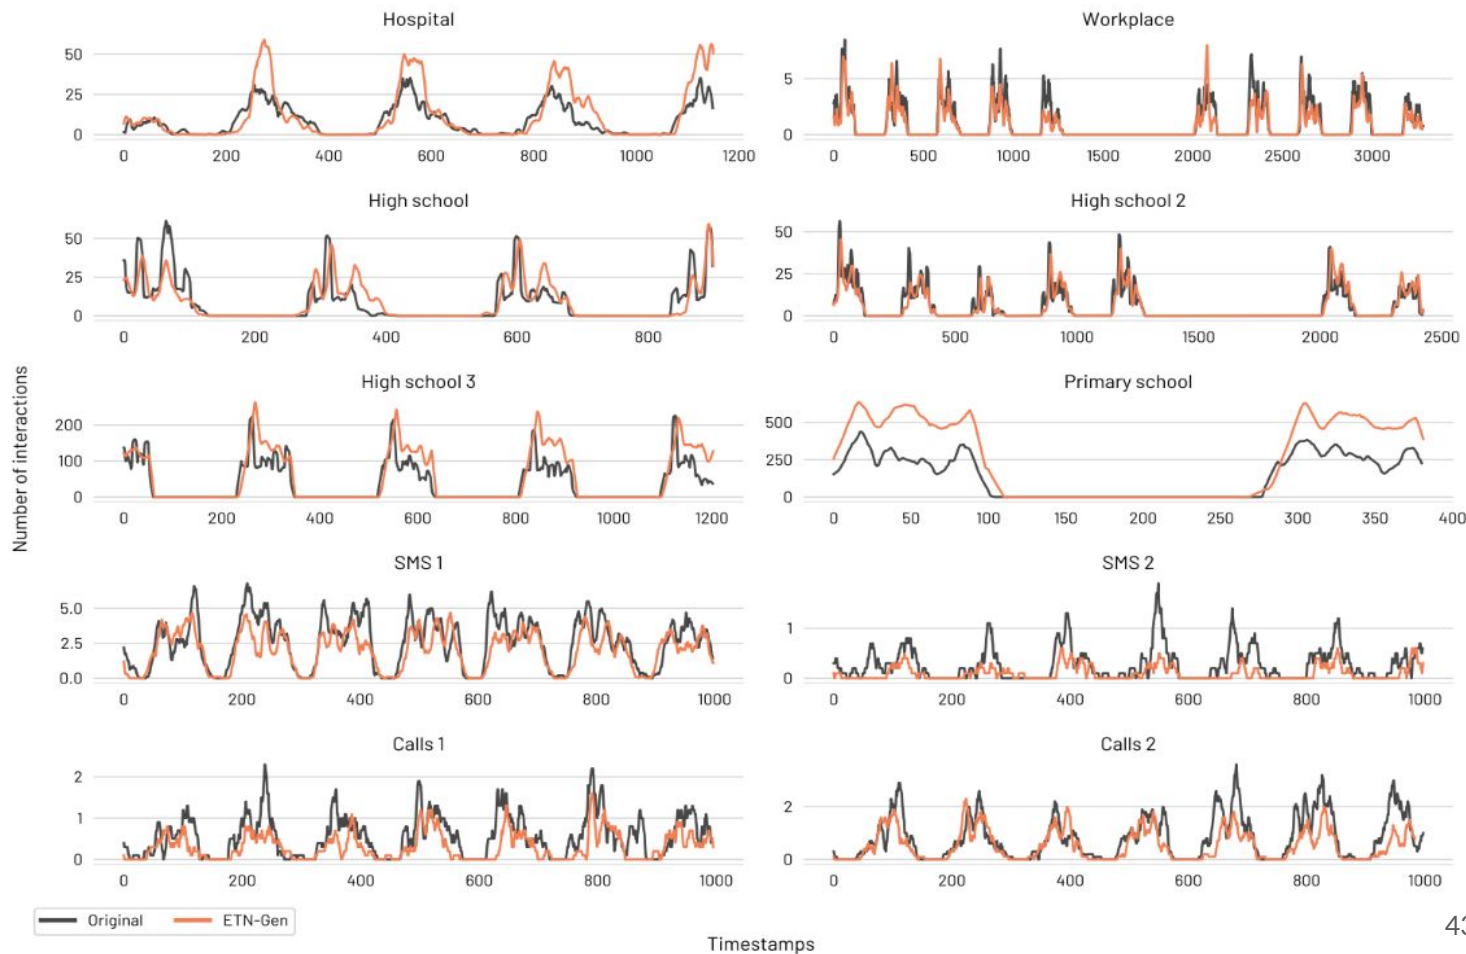 Hospital
50
25
0
0 200 400 600 800 1000 1200
Workplace
5
0
0 500 1000 1500 2000 2500 3000
High school
50
25
0
0 200 400 600 800
High school 2
50
25
0
0 500 1000 1500 2000 2500
Number of interactions
High school 3
200
100
0
0 200 400 600 800 1000 1200
Primary school
500
250
0
0 50 100 150 200 250 300 350 400
SMS 1
5.0
2.5
0.0
0 200 400 600 800 1000
SMS 2
1
0
0 200 400 600 800 1000
Calls 1
2
1
0
0 200 400 600 800 1000
Calls 2
2
0
0 200 400 600 800 1000
Original ETN-Gen
Timestamps